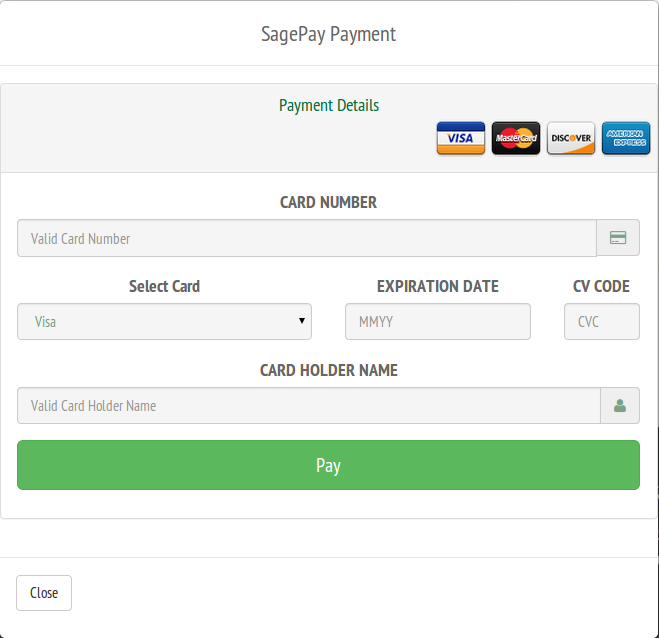 SagePay Payment
Payment Details
VISA MasterCard DISCOVER AMERICAN EXPRESS
CARD NUMBER
Valid Card Number
Select Card EXPIRATION DATE CV CODE
Visa MMYY CVC
CARD HOLDER NAME
Valid Card Holder Name
Pay
Close